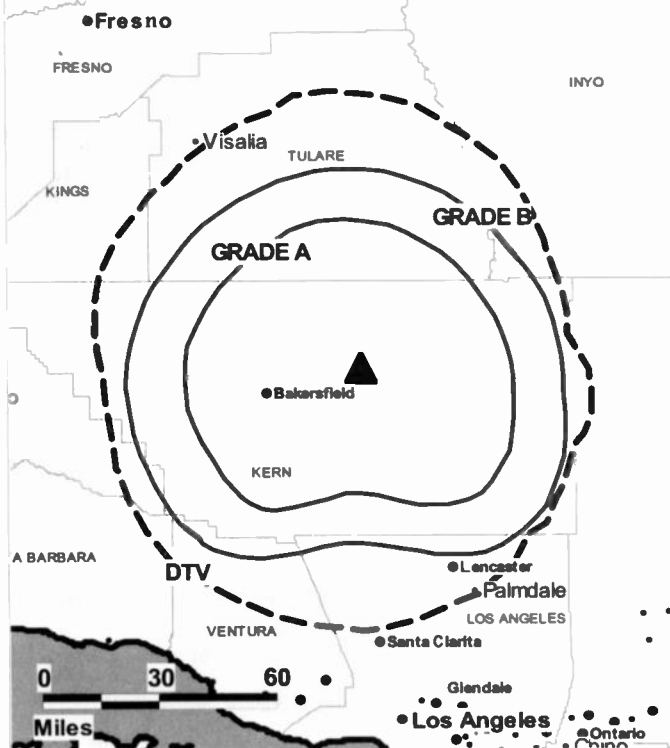 Fresno
FRESNO
INYO
Visalia
TULARE
KINGS
GRADE B
GRADE A
Bakersfield
KERN
A BARBARA
Lancaster
DTV
Palmdale
LOS ANGELES
VENTURA
Santa Clarita
0 30 60
Glendale
Los Angeles
Miles
Ontario
Chino